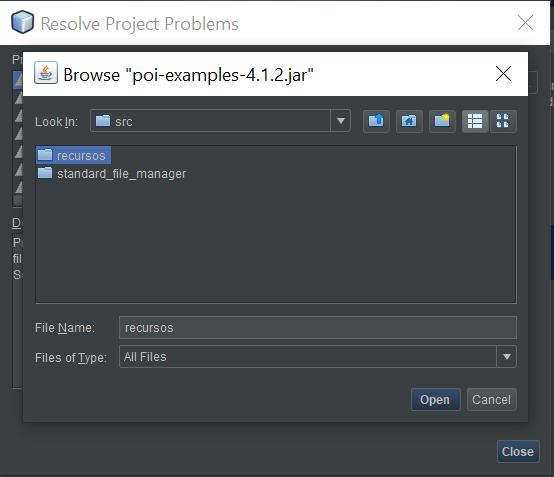 Resolve Project Problems
Browse "poi-examples-4.1.2.jar"
Look In:
src
recursos
standard_file_manager
File Name:
recursos
Files of Type:
All Files
Open
Cancel
Close